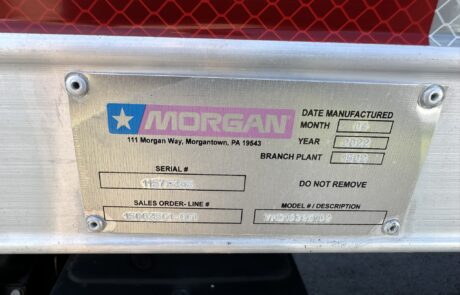 MORGAN
111 Morgan Way, Morgantown, PA 19543
DATE MANUFACTURED
MONTH
YEAR 2022
BRANCH PLANT
SERIAL #
DO NOT REMOVE
SALES ORDER- LINE #
MODEL # / DESCRIPTION